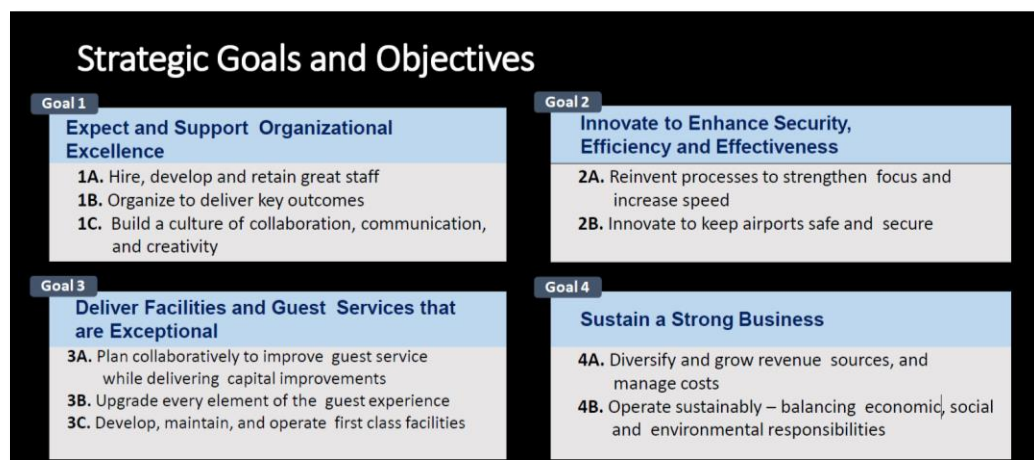 Strategic Goals and Objectives
Goal 1
Expect and Support Organizational
Excellence
1A. Hire, develop and retain great staff
1B. Organize to deliver key outcomes
1C. Build a culture of collaboration, communication,
and creativity
Goal 2
Innovate to Enhance Security,
Efficiency and Effectiveness
2A. Reinvent processes to strengthen focus and
increase speed
2B. Innovate to keep airports safe and secure
Goal 3
Deliver Facilities and Guest Services that
are Exceptional
3A. Plan collaboratively to improve guest service
while delivering capital improvements
3B. Upgrade every element of the guest experience
3C. Develop, maintain, and operate first class facilities
Goal 4
Sustain a Strong Business
4A. Diversify and grow revenue sources, and
manage costs
4B. Operate sustainably – balancing economic, social
and environmental responsibilities